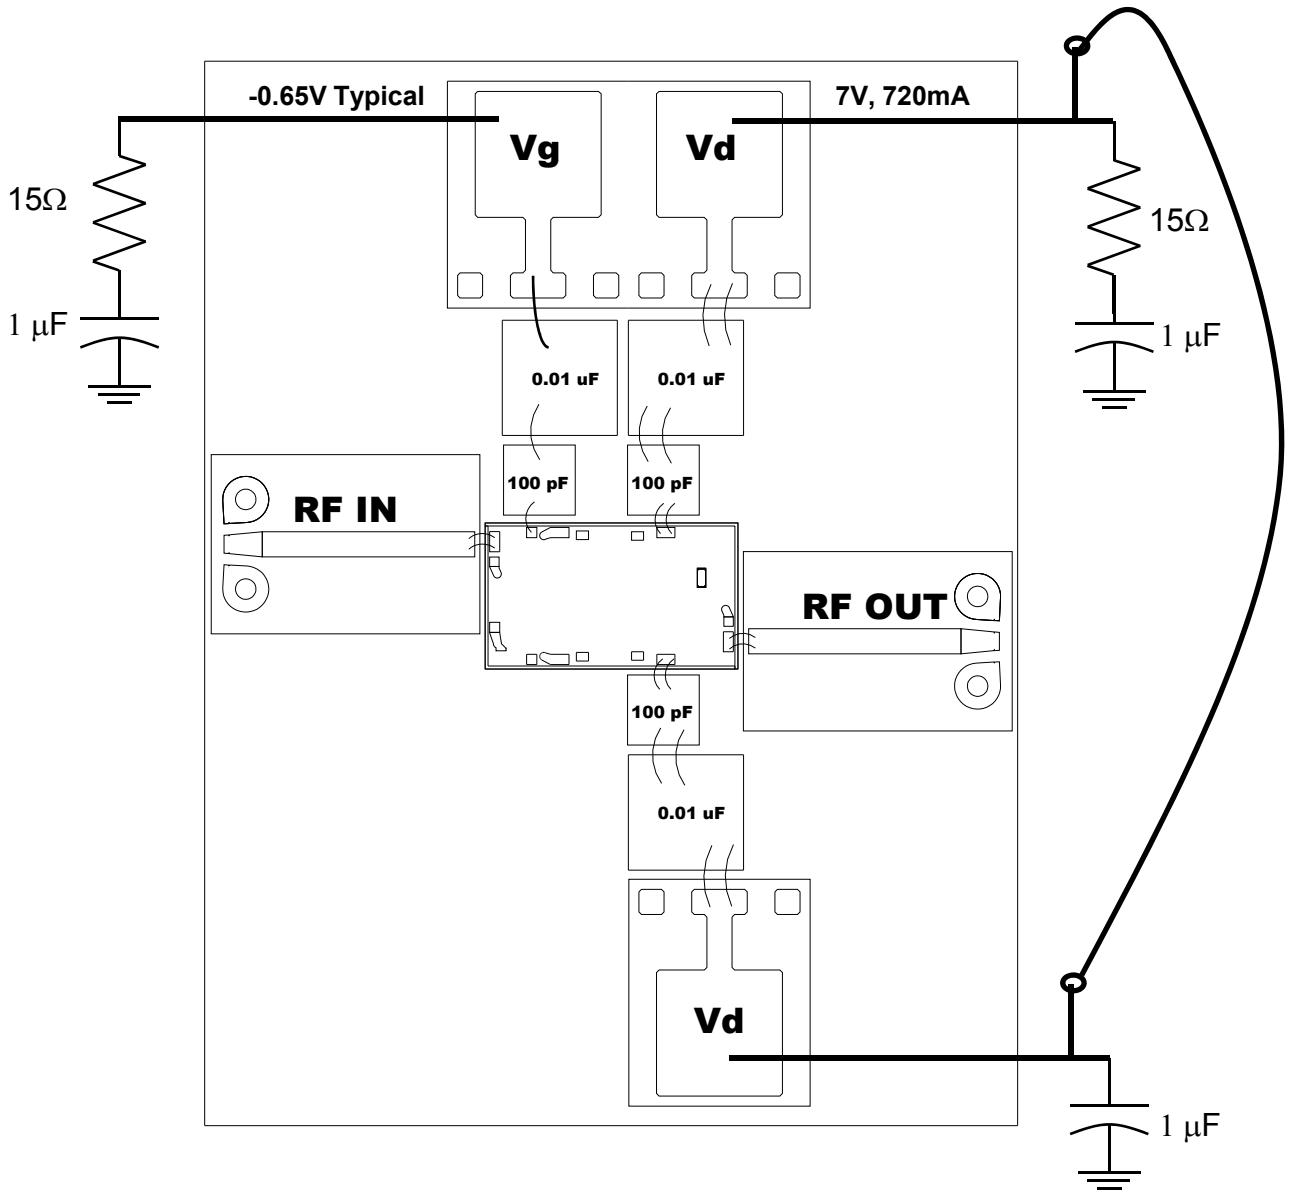 -0.65V Typical
7V, 720mA
Vg
Vd
15Ω
15Ω
1 μF
1 μF
0.01 uF
0.01 uF
100 pF
100 pF
RF IN
RF OUT
100 pF
0.01 uF
Vd
1 μF